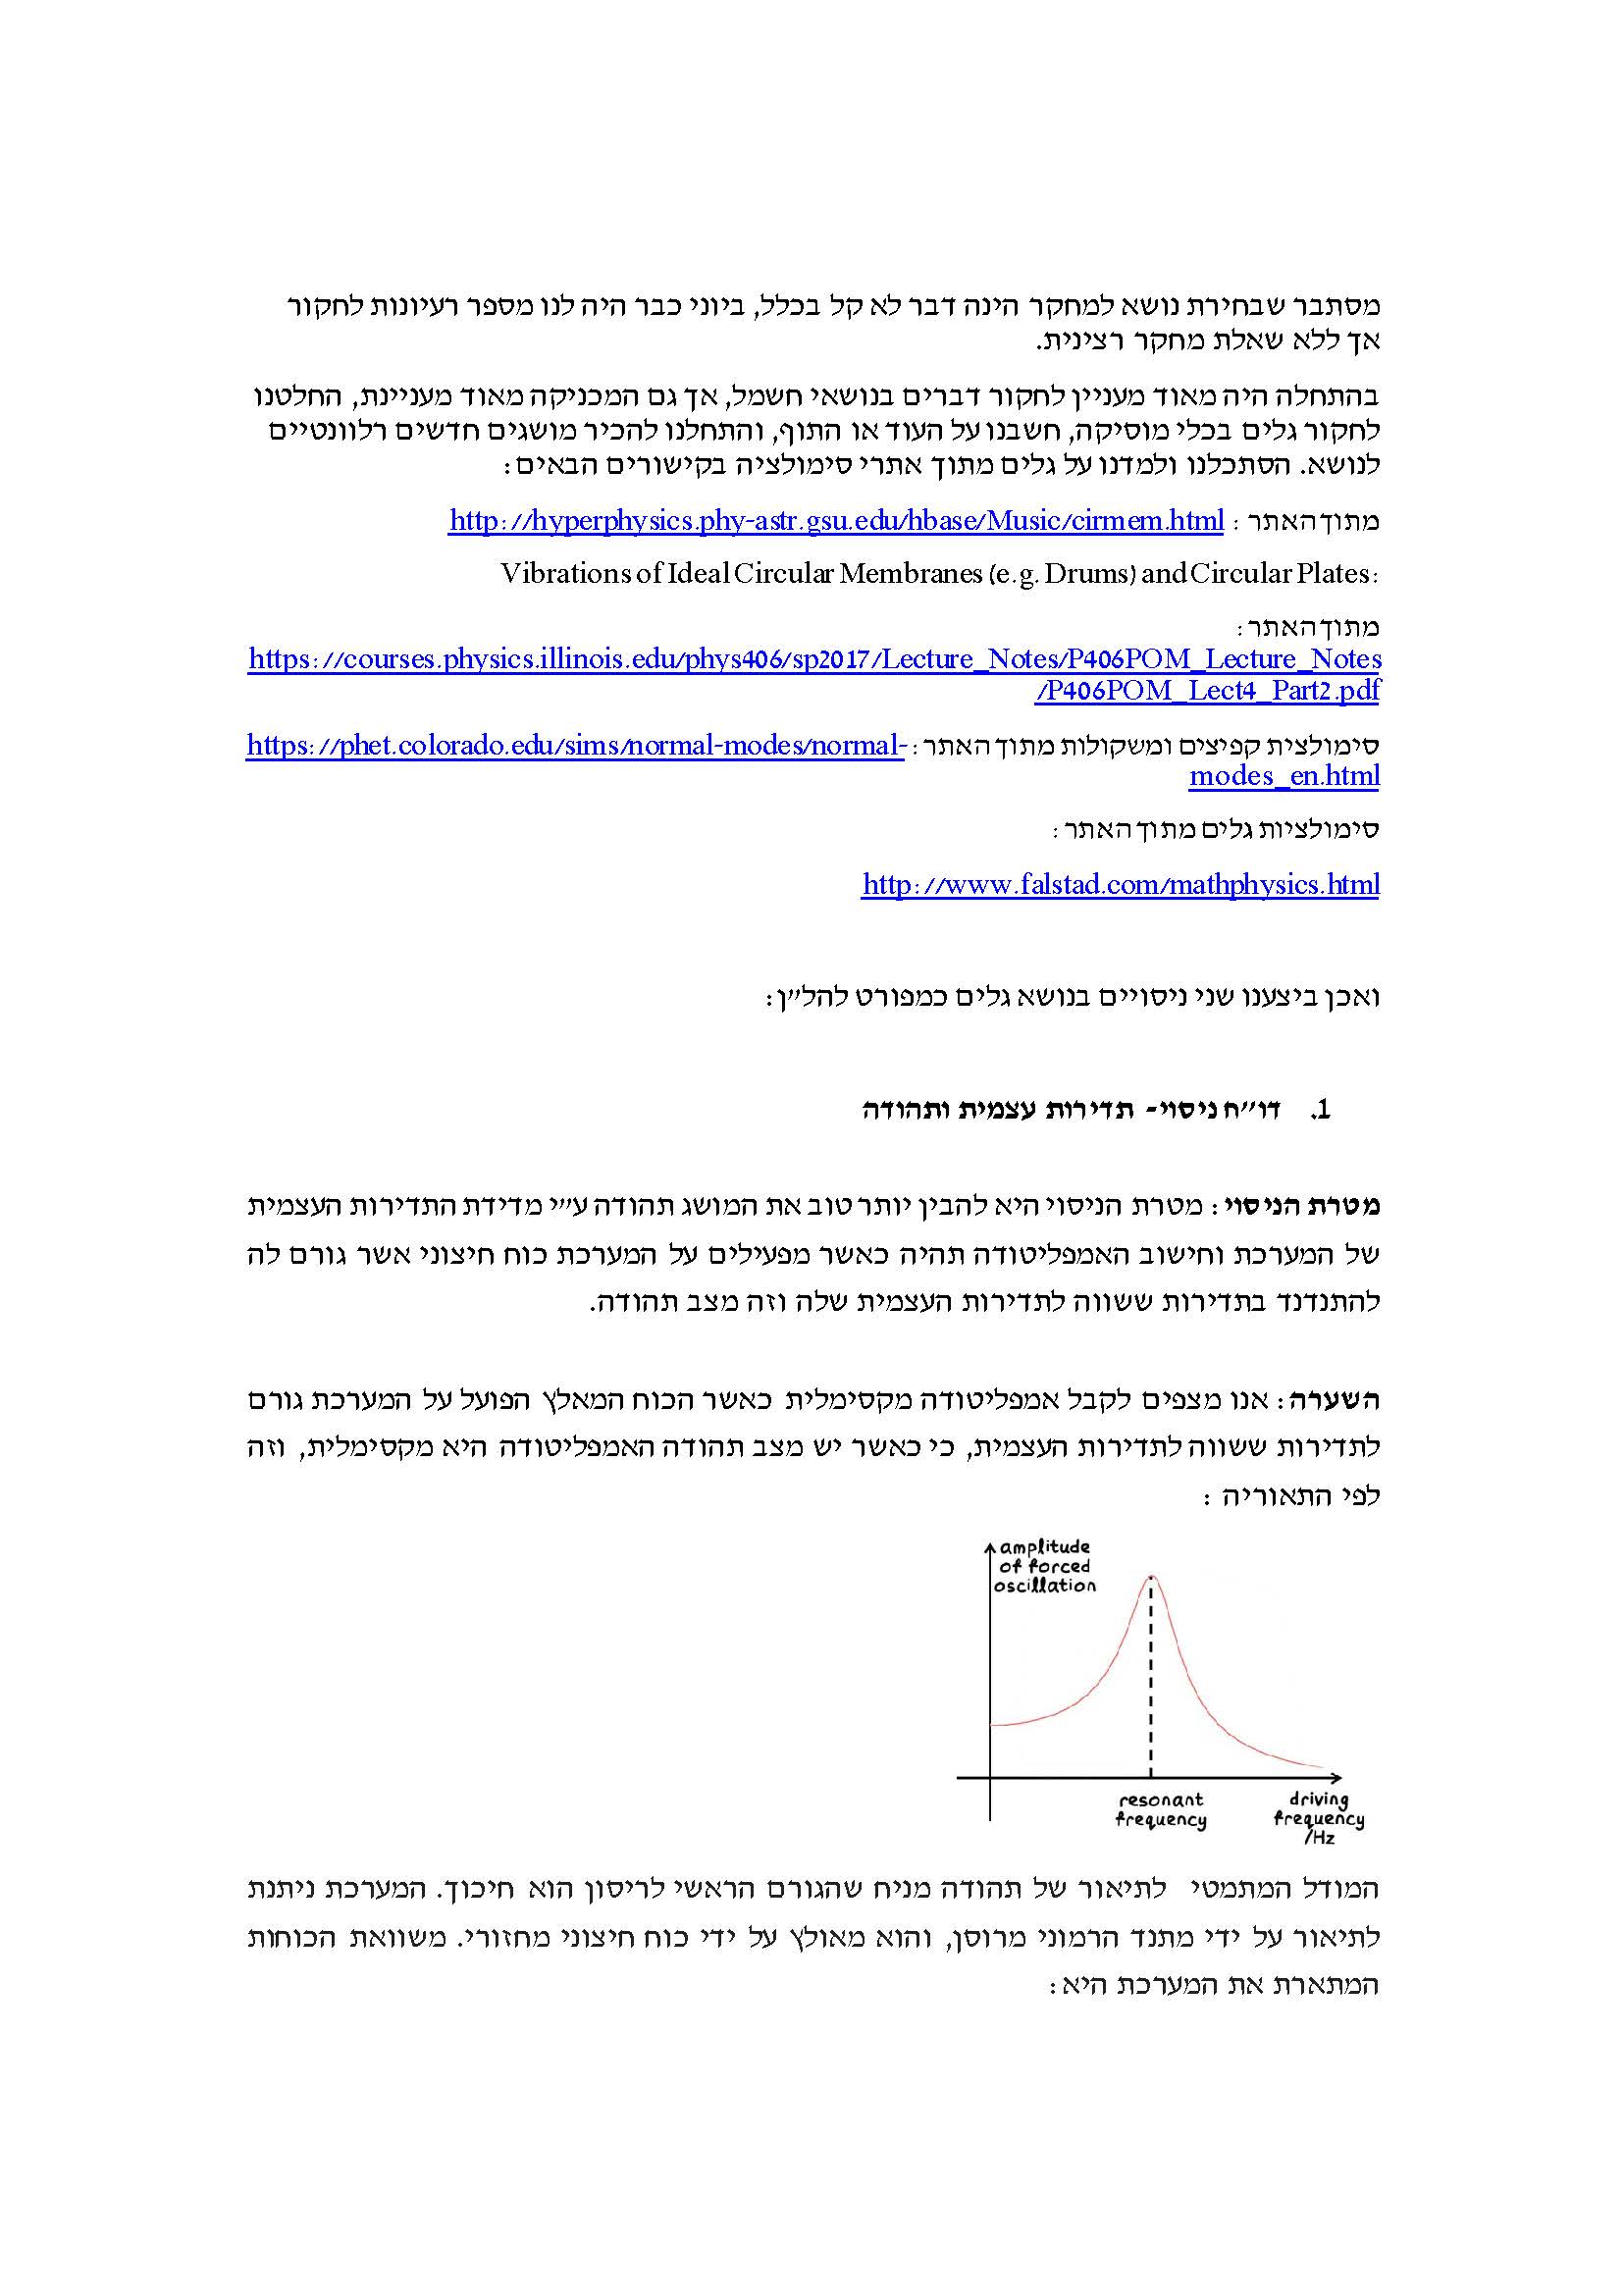 מסתבר שבחירת נושא למחקר הינה דבר לא קל בכלל, ביוני כבר היה לנו מספר רעיונות לחקור
אך ללא שאלת מחקר רצינית.
בהתחלה היה מאוד מעניין לחקור דברים בנושאי חשמל, אך גם המכניקה מאוד מעניינת, החלטנו
לחקור גלים בכלי מוסיקה, חשבנו על העוד או התוף, והתחלנו להכיר מושגים חדשים רלוונטיים
לנושא. הסתכלנו ולמדנו על גלים מתוך אתרי סימולציה בקישורים הבאים:
מתוך האתר : http://hyperphysics.phy-astr.gsu.edu/hbase/Music/cirmem.html
Vibrations of Ideal Circular Membranes (e.g. Drums) and Circular Plates:
מתוך האתר:
https://courses.physics.illinois.edu/phys406/sp2017/Lecture_Notes/P406POM_Lecture_Notes
/P406POM_Lect4_Part2.pdf
סימולצית קפיצים ומשקולות מתוך האתר: https://phet.colorado.edu/sims/normal-modes/normal-
modes_en.html
סימולציות גלים מתוך האתר:
http://www.falstad.com/mathphysics.html
ואכן ביצענו שני ניסויים בנושא גלים כמפורט להל"ן:
1. דו"ח ניסוי- תדירות עצמית ותהודה
מטרת הניסוי: מטרת הניסוי היא להבין יותר טוב את המושג תהודה ע"י מדידת התדירות העצמית
של המערכת וחישוב האמפליטודה תהיה כאשר מפעילים על המערכת כוח חיצוני אשר גורם לה
להתנדנד בתדירות ששווה לתדירות העצמית שלה וזה מצב תהודה.
השערה: אנו מצפים לקבל אמפליטודה מקסימלית כאשר הכוח המאלץ הפועל על המערכת גורם
לתדירות ששווה לתדירות העצמית, כי כאשר יש מצב תהודה האמפליטודה היא מקסימלית, וזה
לפי התאוריה :
amplitude
of forced
oscillation
resonant
frequency
driving
frequency
/Hz
המודל המתמטי לתיאור של תהודה מניח שהגורם הראשי לריסון הוא חיכוך. המערכת ניתנת
לתיאור על ידי מתנד הרמוני מרוסן, והוא מאולץ על ידי כוח חיצוני מחזורי. משוואת הכוחות
המתארת את המערכת היא: